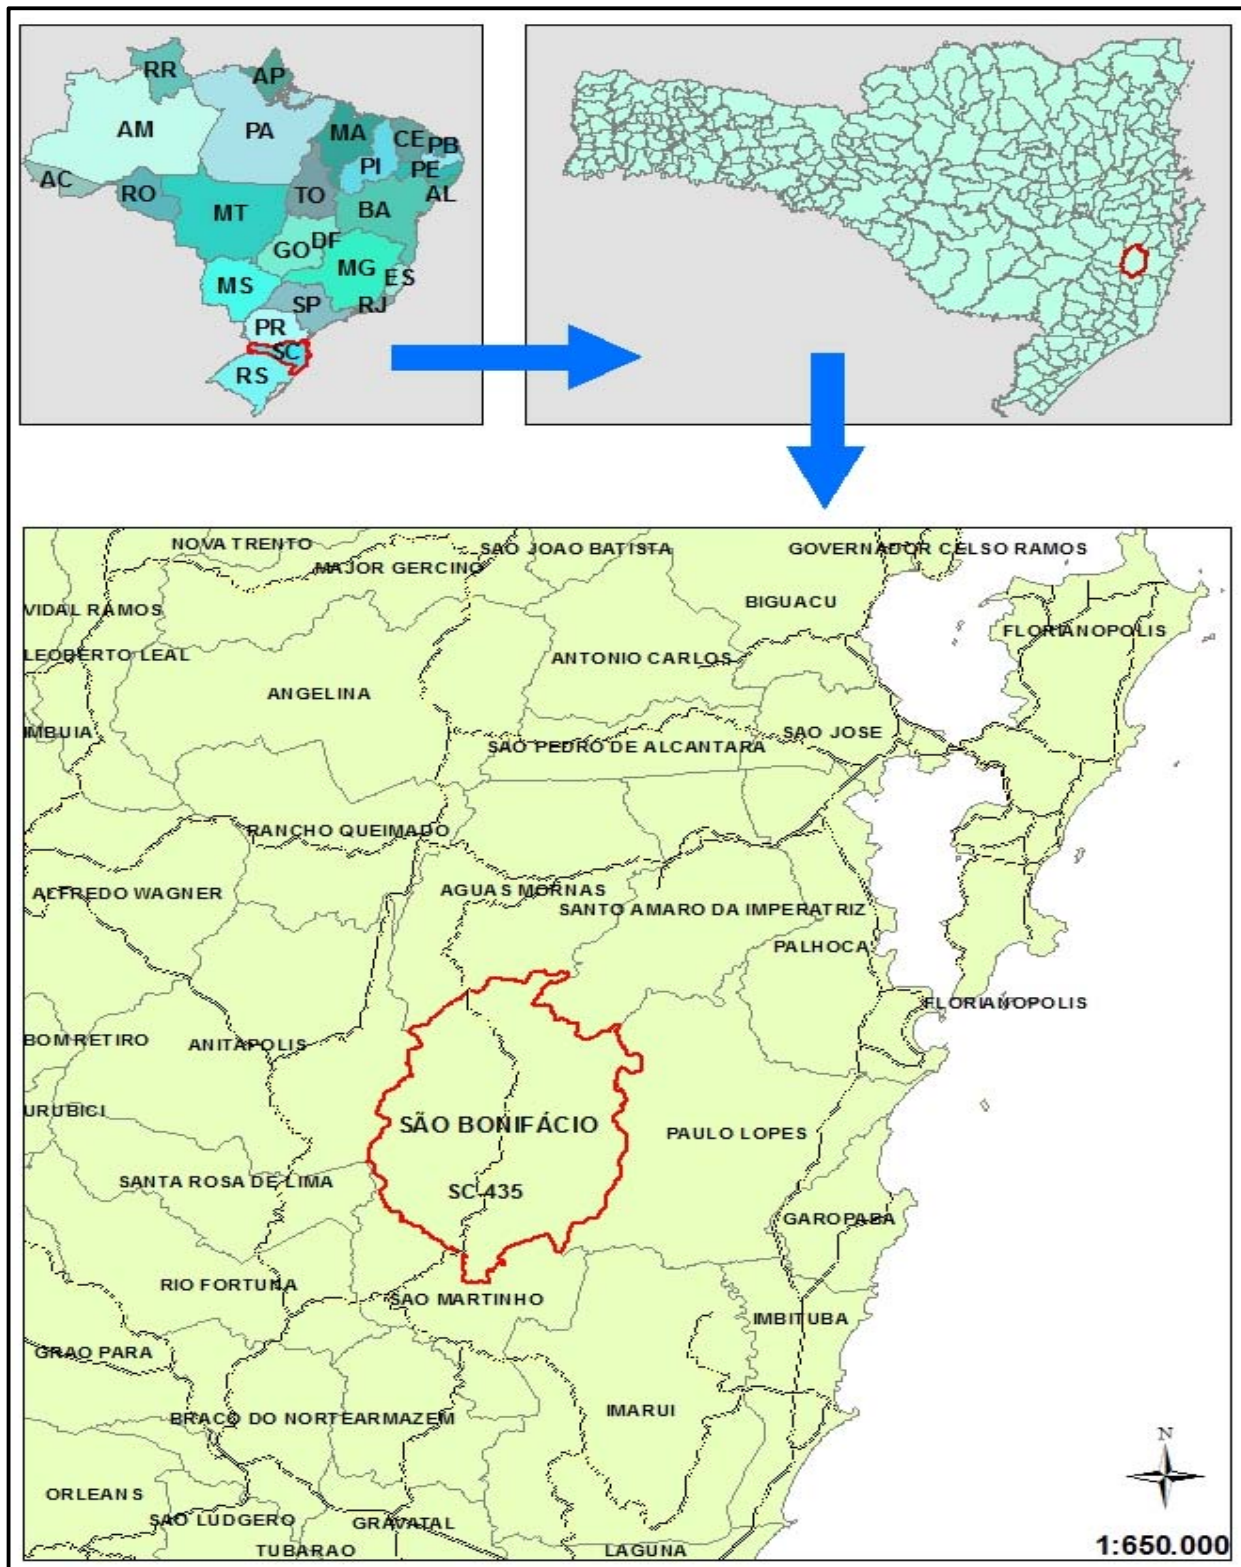 RR
AP
AM
PA
MA
CE
PB
PI
PE
AC
RO
TO
AL
MT
BA
DF
GO
MG
MS
ES
SP
RJ
PR
SC
RS
NOVA TRENTO
SAO JOAO BATISTA
GOVERNADOR CELSO RAMOS
MAJOR GERCINO
VIDAL RAMOS
BIGUACU
FLORIANOPOLIS
LEOBERTO LEAL
ANTONIO CARLOS
ANGELINA
IMBUIA
SAO JOSE
SAO PEDRO DE ALCANTARA
RANCHO QUEIMADO
ALFREDO WAGNER
AGUAS MORNAS
SANTO AMARO DA IMPERATRIZ
PALHOCA
FLORIANOPOLIS
BOM RETIRO
ANITAPOLIS
URUBICI
SÃO BONIFÁCIO
PAULO LOPES
SANTA ROSA DE LIMA
SC-435
GAROPABA
RIO FORTUNA
SAO MARTINHO
IMBITUBA
GRAO PARA
BRACO DO NORTE
ARMAZEM
IMARUI
N
ORLEANS
SAO LUDGERO
GRAVATAL
TUBARAO
LAGUNA
1:650.000